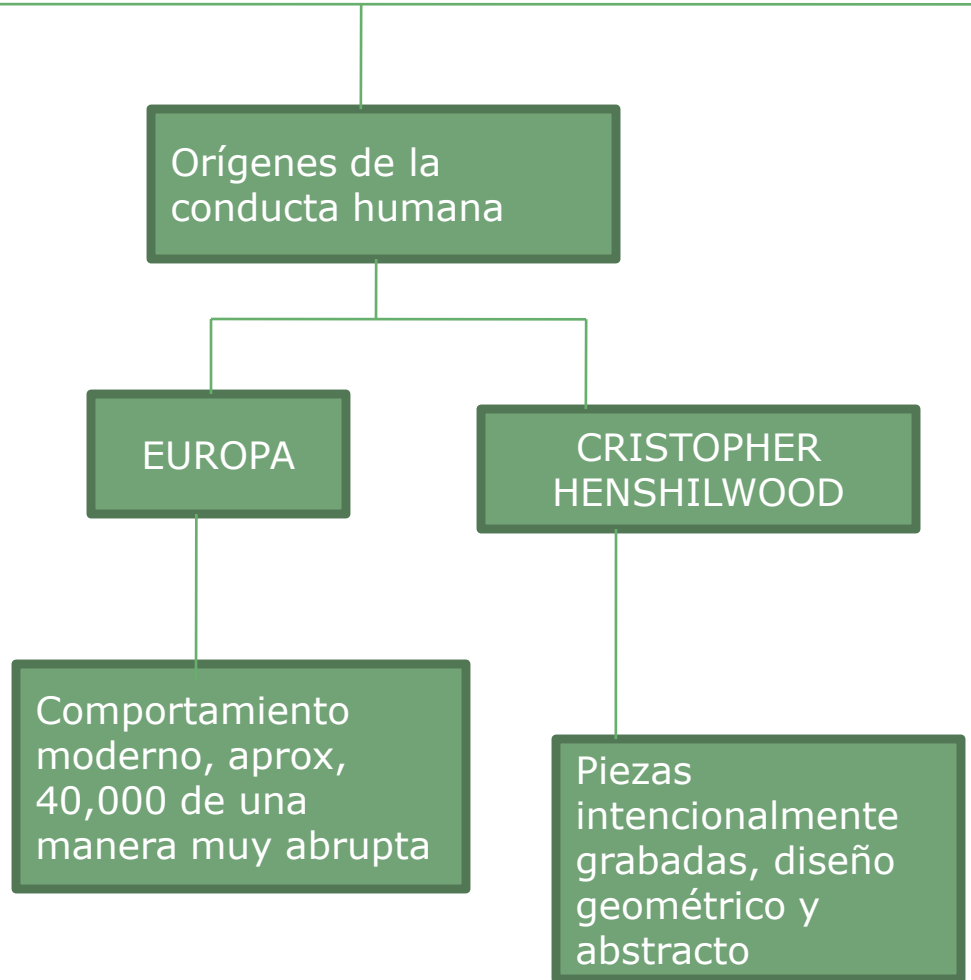 Orígenes de la
conducta humana
EUROPA
CRISTOPHER
HENSHILWOOD
Comportamiento
moderno, aprox,
40,000 de una
manera muy abrupta
Piezas
intencionalmente
grabadas, diseño
geométrico y
abstracto